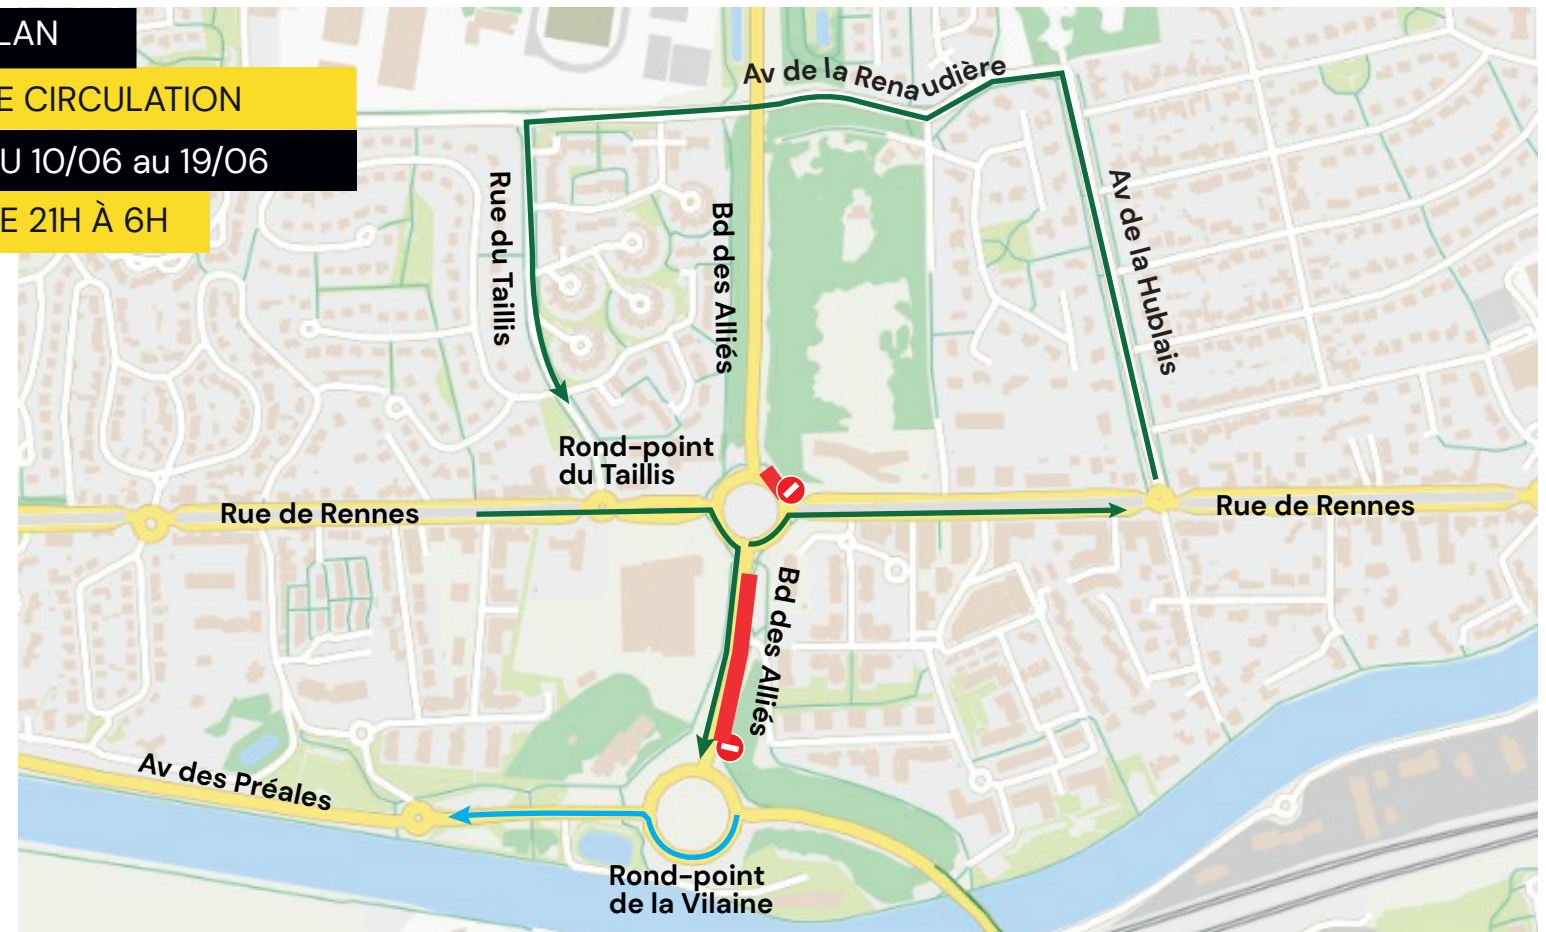 LAN
E CIRCULATION
U 10/06 au 19/06
E 21H À 6H
Av de la Renaudière
Rue du Taillis
Bd des Alliés
Av de la Hublais
Rond-point
du Taillis
Rue de Rennes
Rue de Rennes
Bd des Alliés
Av des Préales
Rond-point
de la Vilaine